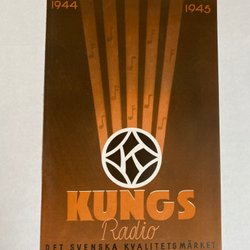 1944 1945
K
KUNGS
Radio
DET SVENSKA KVALITETSMÄRKET